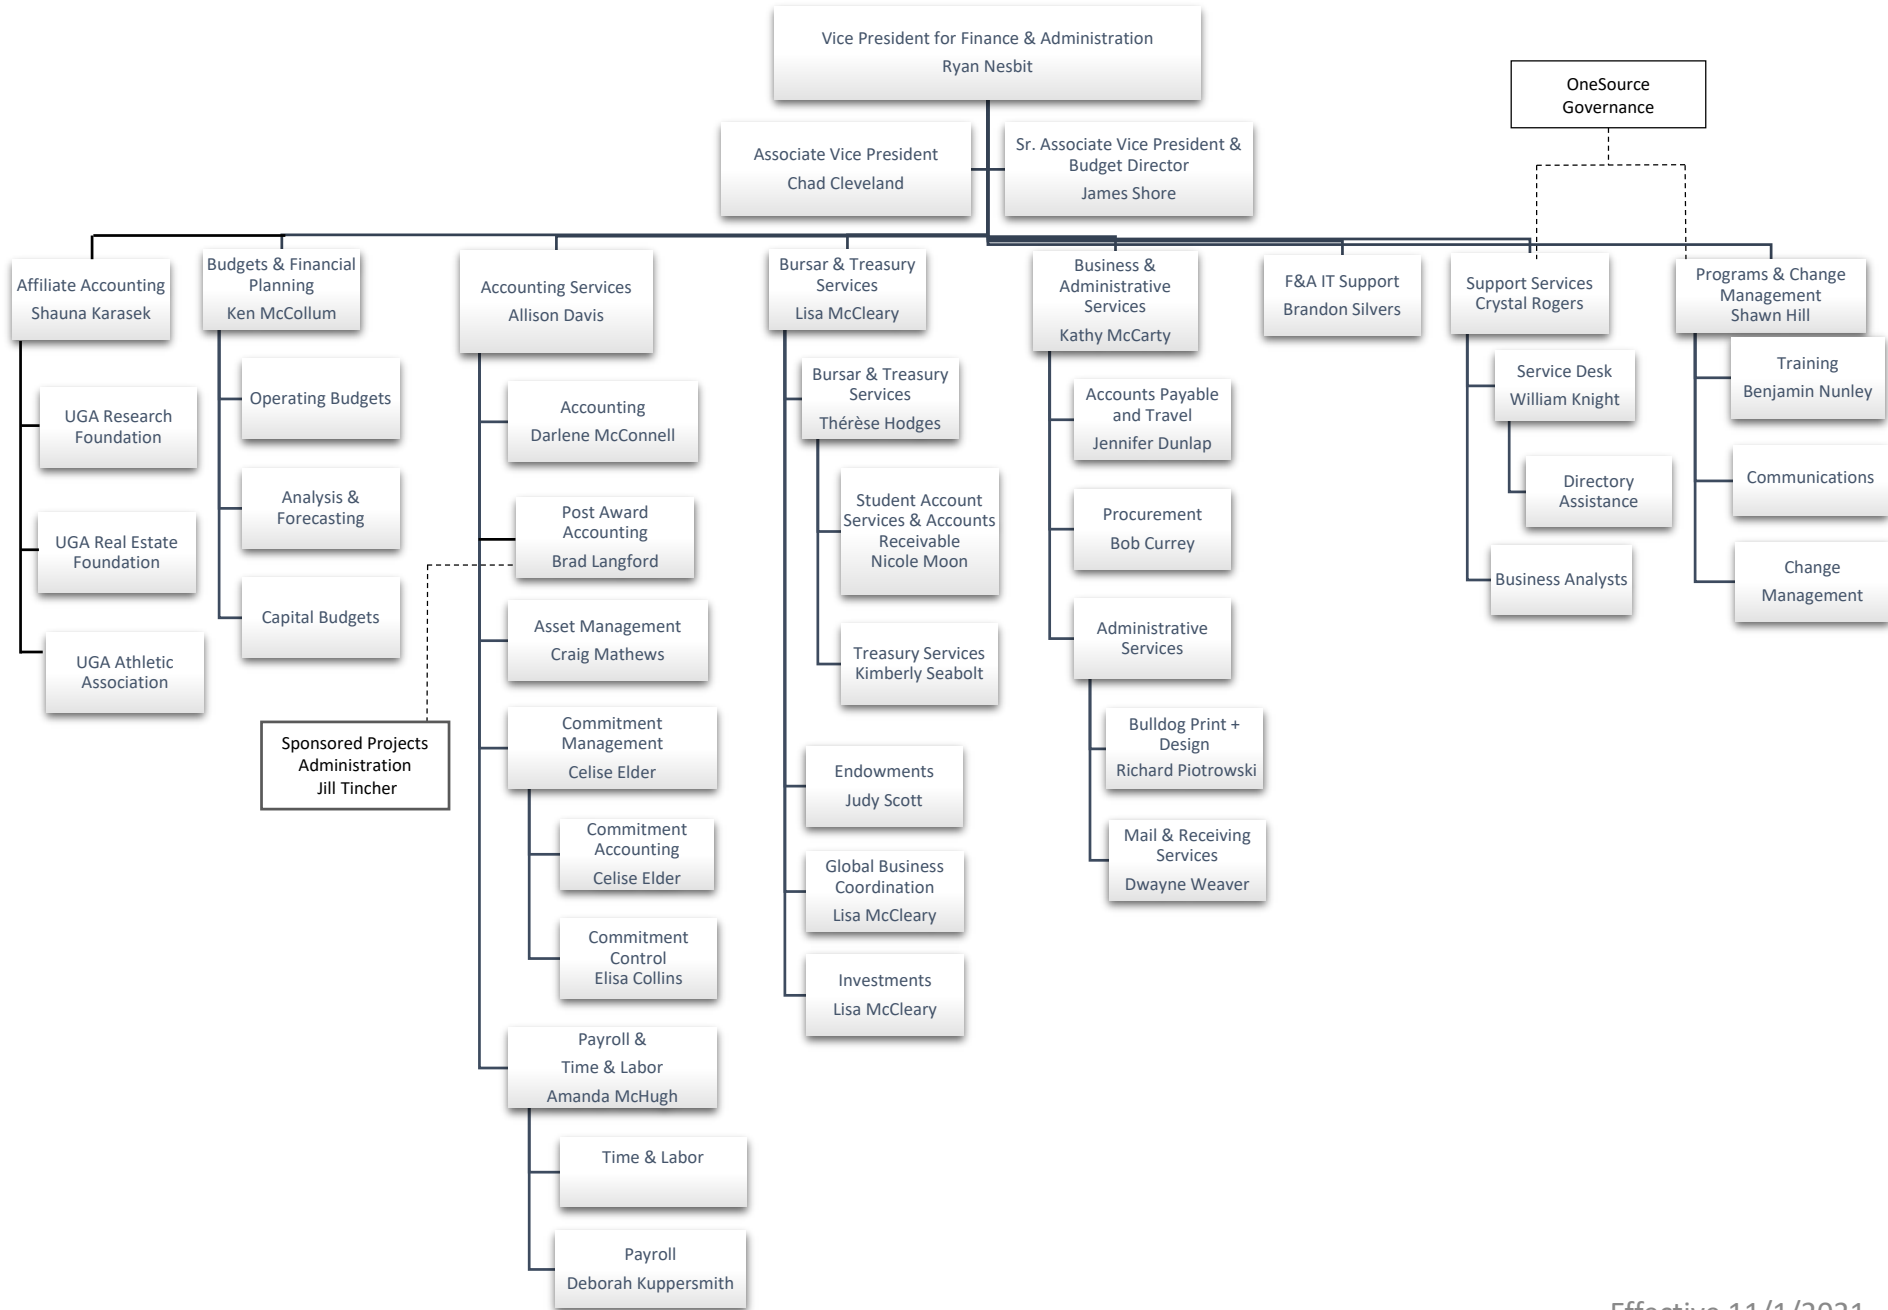 Vice President for Finance & Administration
Ryan Nesbit
OneSource
Governance
Associate Vice President
Chad Cleveland
Sr. Associate Vice President &
Budget Director
James Shore
Affiliate Accounting
Shauna Karasek
UGA Research
Foundation
UGA Real Estate
Foundation
UGA Athletic
Association
Budgets & Financial
Planning
Ken McCollum
Operating Budgets
Analysis &
Forecasting
Capital Budgets
Accounting Services
Allison Davis
Accounting
Darlene McConnell
Post Award
Accounting
Brad Langford
Sponsored Projects
Administration
Jill Tincher
Asset Management
Craig Mathews
Commitment
Management
Celise Elder
Commitment
Accounting
Celise Elder
Commitment
Control
Elisa Collins
Payroll &
Time & Labor
Amanda McHugh
Time & Labor
Payroll
Deborah Kuppersmith
Bursar & Treasury
Services
Lisa McCleary
Bursar & Treasury
Services
Thérèse Hodges
Student Account
Services & Accounts
Receivable
Nicole Moon
Treasury Services
Kimberly Seabolt
Endowments
Judy Scott
Global Business
Coordination
Lisa McCleary
Investments
Lisa McCleary
Business &
Administrative
Services
Kathy McCarty
Accounts Payable
and Travel
Jennifer Dunlap
Procurement
Bob Currey
Administrative
Services
Bulldog Print +
Design
Richard Piotrowski
Mail & Receiving
Services
Dwayne Weaver
F&A IT Support
Brandon Silvers
Support Services
Crystal Rogers
Service Desk
William Knight
Directory
Assistance
Business Analysts
Programs & Change
Management
Shawn Hill
Training
Benjamin Nunley
Communications
Change
Management
Effective 11/1/2021